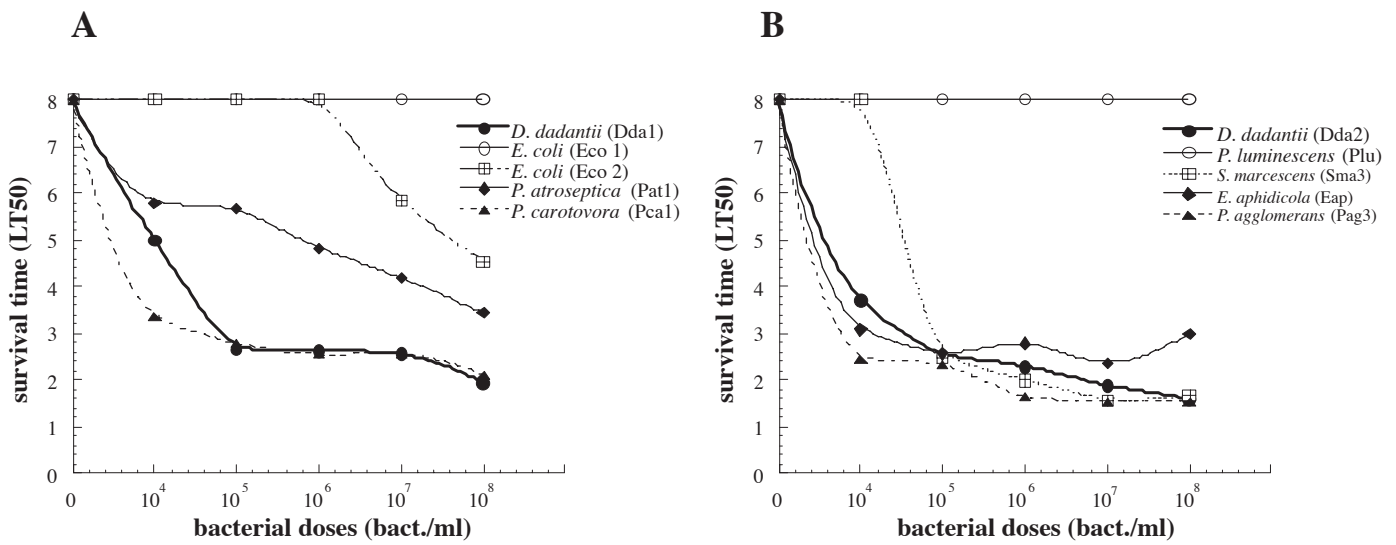 A
8
7
6
5
4
3
2
1
0
survival time (LT50)
0 10^4 10^5 10^6 10^7 10^8
bacterial doses (bact./ml)
D. dadantii (Dda1)
E. coli (Eco 1)
E. coli (Eco 2)
P. atroseptica (Pat1)
P. carotovora (Pca1)
B
8
7
6
5
4
3
2
1
0
survival time (LT50)
0 10^4 10^5 10^6 10^7 10^8
bacterial doses (bact./ml)
D. dadantii (Dda2)
P. luminescens (Plu)
S. marcescens (Sma3)
E. aphidicola (Eap)
P. agglomerans (Pag3)